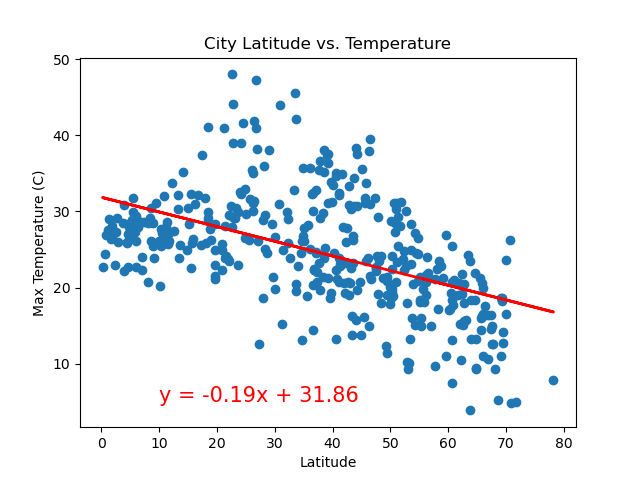 City Latitude vs. Temperature
50
40
30
20
10
Max Temperature (C)
y = -0.19x + 31.86
0 10 20 30 40 50 60 70 80
Latitude